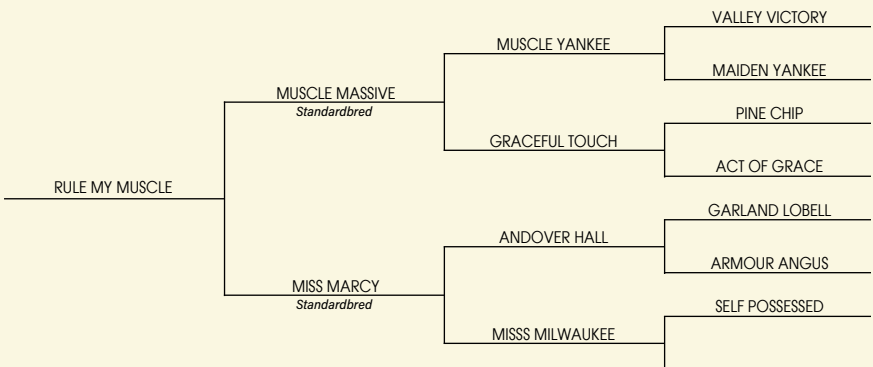 VALLEY VICTORY
MUSCLE YANKEE
MAIDEN YANKEE
MUSCLE MASSIVE
Standardbred
PINE CHIP
GRACEFUL TOUCH
ACT OF GRACE
RULE MY MUSCLE
GARLAND LOBELL
ANDOVER HALL
ARMOUR ANGUS
MISS MARCY
Standardbred
SELF POSSESSED
MISSS MILWAUKEE